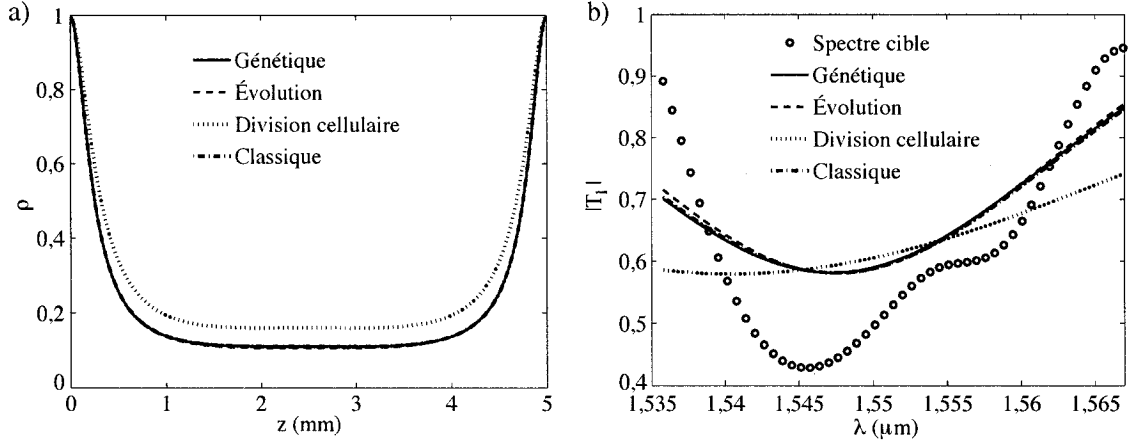 a)
1
0,8
0,6
0,4
0,2
0
ρ
Génétique
Évolution
Division cellulaire
Classique
0 1 2 3 4 5
z (mm)
b)
1
0,9
0,8
0,7
0,6
0,5
0,4
|T₁|
Spectre cible
Génétique
Évolution
Division cellulaire
Classique
1,535 1,54 1,545 1,55 1,555 1,56 1,565
λ (μm)